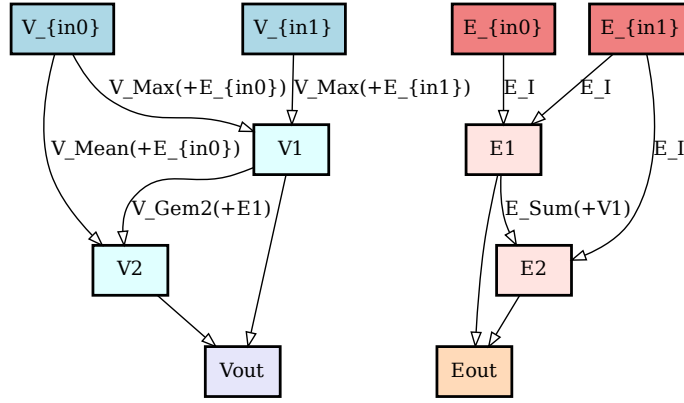 V_{in0}
V_{in1}
E_{in0}
E_{in1}
V_Max(+E_{in0})
V_Max(+E_{in1})
E_I
E_I
V_Mean(+E_{in0})
V1
E1
E_I
V_Gem2(+E1)
E_Sum(+V1)
V2
E2
Vout
Eout